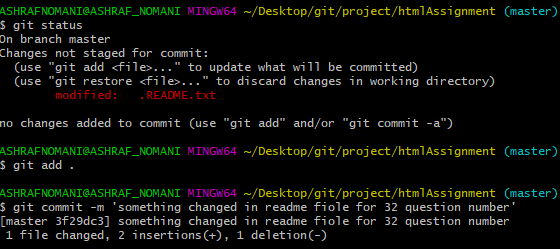 ASHRAFNOMANI@ASHRAF_NOMANI MINGW64 ~/Desktop/git/project/htmlAssignment (master)
$ git status
On branch master
Changes not staged for commit:
  (use "git add <file>..." to update what will be committed)
  (use "git restore <file>..." to discard changes in working directory)
        modified:   .README.txt

no changes added to commit (use "git add" and/or "git commit -a")

ASHRAFNOMANI@ASHRAF_NOMANI MINGW64 ~/Desktop/git/project/htmlAssignment (master)
$ git add .

ASHRAFNOMANI@ASHRAF_NOMANI MINGW64 ~/Desktop/git/project/htmlAssignment (master)
$ git commit -m 'something changed in readme fiole for 32 question number'
[master 3f29dc3] something changed in readme fiole for 32 question number
 1 file changed, 2 insertions(+), 1 deletion(-)